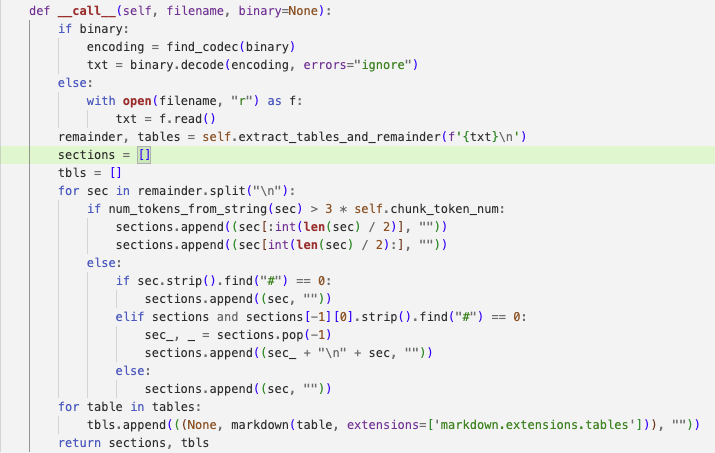 def __call__(self, filename, binary=None):
    if binary:
        encoding = find_codec(binary)
        txt = binary.decode(encoding, errors="ignore")
    else:
        with open(filename, "r") as f:
            txt = f.read()
    remainder, tables = self.extract_tables_and_remainder(f'{txt}\n')
    sections = []
    tbls = []
    for sec in remainder.split("\n"):
        if num_tokens_from_string(sec) > 3 * self.chunk_token_num:
            sections.append((sec[:int(len(sec) / 2)], ""))
            sections.append((sec[int(len(sec) / 2):], ""))
        else:
            if sec.strip().find("#") == 0:
                sections.append((sec, ""))
            elif sections and sections[-1][0].strip().find("#") == 0:
                sec_, _ = sections.pop(-1)
                sections.append((sec_ + "\n" + sec, ""))
            else:
                sections.append((sec, ""))
    for table in tables:
        tbls.append(((None, markdown(table, extensions=['markdown.extensions.tables'])), ""))
    return sections, tbls